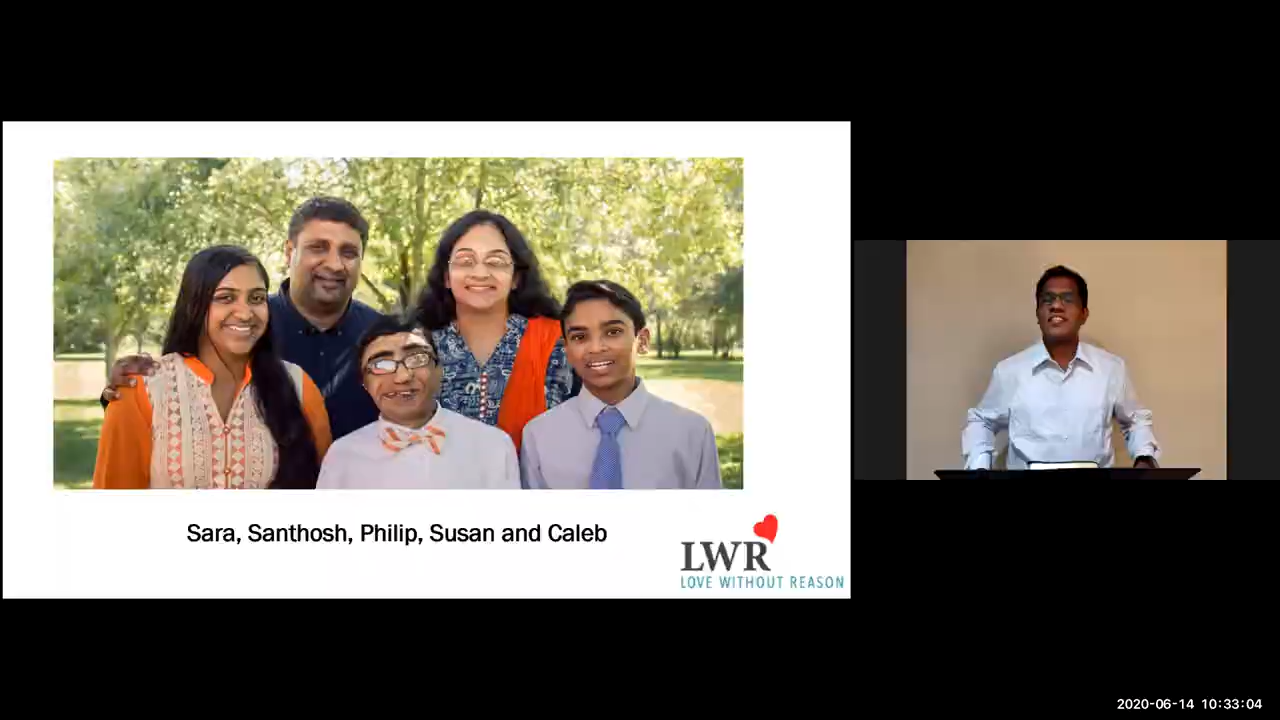 Sara, Santhosh, Philip, Susan and Caleb
LWR
LOVE WITHOUT REASON
2020-06-14 10:33:04